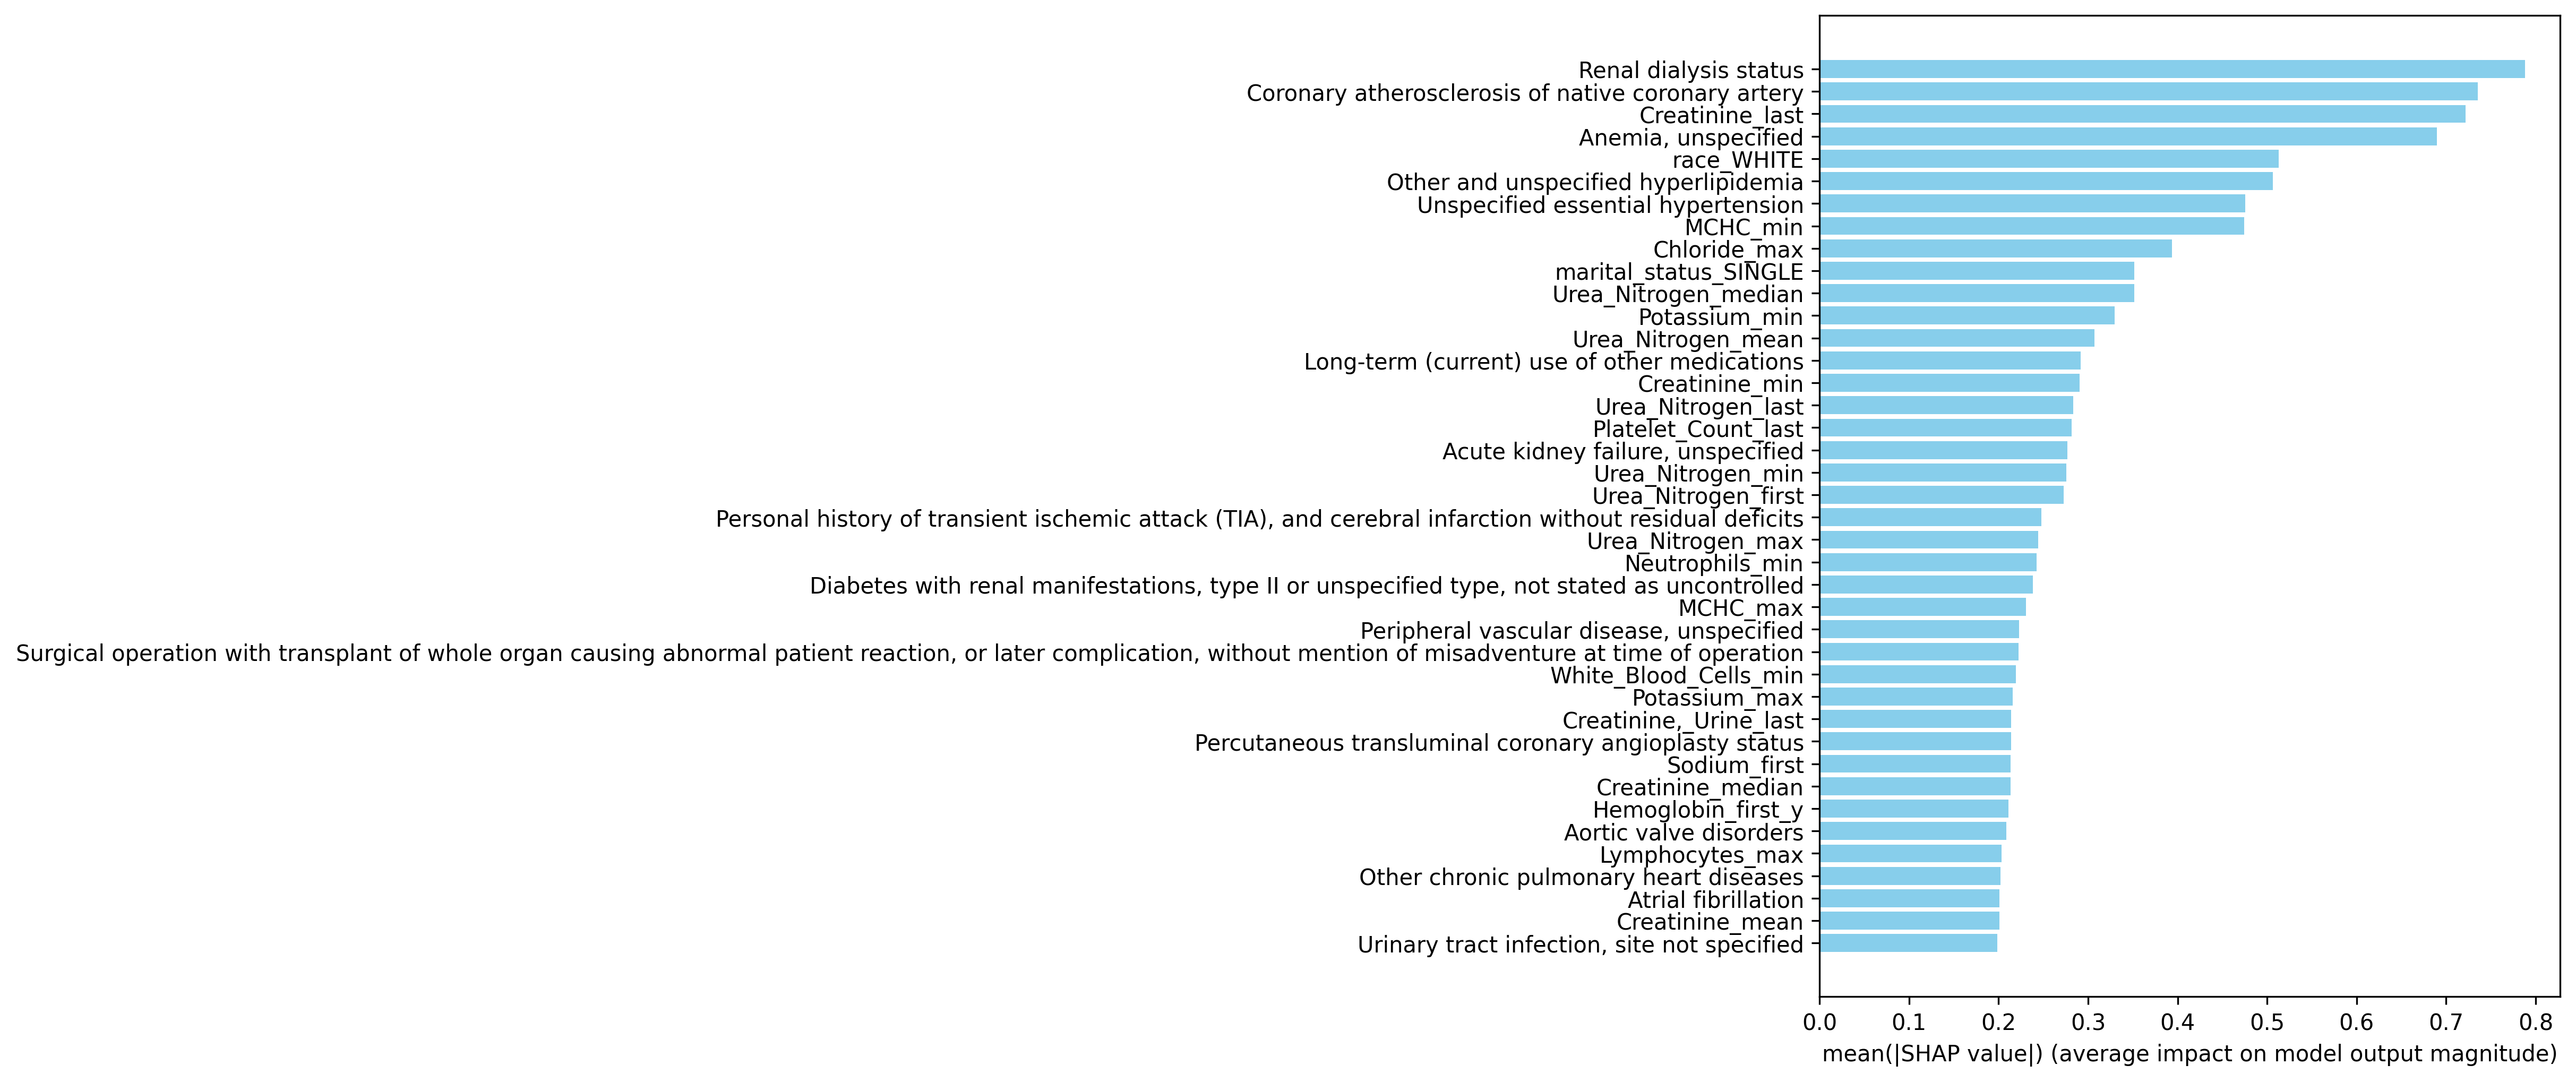 Renal dialysis status
Coronary atherosclerosis of native coronary artery
Creatinine_last
Anemia, unspecified
race_WHITE
Other and unspecified hyperlipidemia
Unspecified essential hypertension
MCHC_min
Chloride_max
marital_status_SINGLE
Urea_Nitrogen_median
Potassium_min
Urea_Nitrogen_mean
Long-term (current) use of other medications
Creatinine_min
Urea_Nitrogen_last
Platelet_Count_last
Acute kidney failure, unspecified
Urea_Nitrogen_min
Urea_Nitrogen_first
Personal history of transient ischemic attack (TIA), and cerebral infarction without residual deficits
Urea_Nitrogen_max
Neutrophils_min
Diabetes with renal manifestations, type II or unspecified type, not stated as uncontrolled
MCHC_max
Peripheral vascular disease, unspecified
Surgical operation with transplant of whole organ causing abnormal patient reaction, or later complication, without mention of misadventure at time of operation
White_Blood_Cells_min
Potassium_max
Creatinine,_Urine_last
Percutaneous transluminal coronary angioplasty status
Sodium_first
Creatinine_median
Hemoglobin_first_y
Aortic valve disorders
Lymphocytes_max
Other chronic pulmonary heart diseases
Atrial fibrillation
Creatinine_mean
Urinary tract infection, site not specified
0.0 0.1 0.2 0.3 0.4 0.5 0.6 0.7 0.8
mean(|SHAP value|) (average impact on model output magnitude)